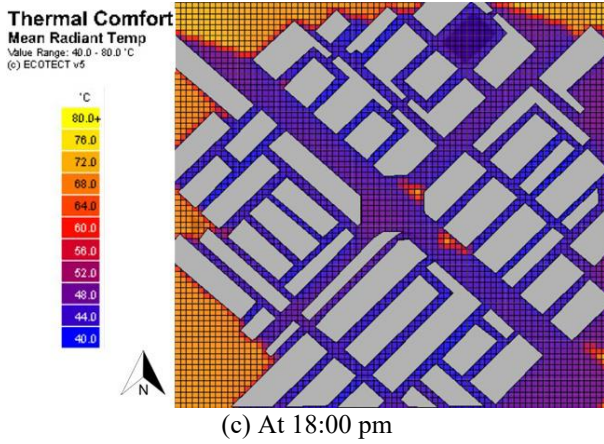 Thermal Comfort
Mean Radiant Temp
Value Range: 40.0 - 80.0 °C
(c) ECOTECT v5
°C
80.0+
76.0
72.0
68.0
64.0
60.0
56.0
52.0
48.0
44.0
40.0
N
(c) At 18:00 pm